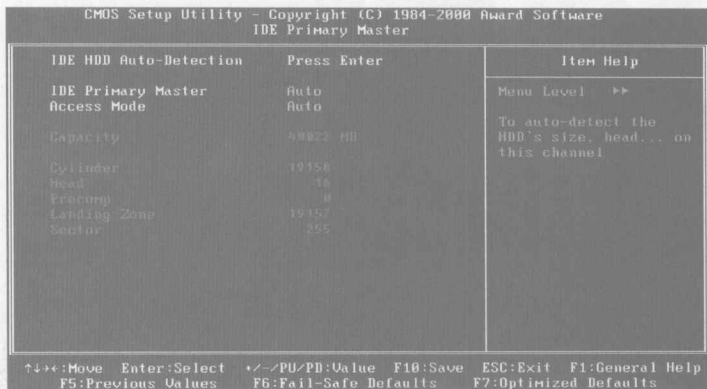 CMOS Setup Utility - Copyright (C) 1984-2000 Award Software
IDE Primary Master
IDE HDD Auto-Detection Press Enter
Item Help
IDE Primary Master Auto
Menu Level ▸▸
Access Mode Auto
To auto-detect the
Capacity MB
HDD's size, head... on
this channel
Cylinder 19158
Head 16
Precomp 0
Landing Zone 19157
Sector 255
↑↓→←:Move Enter:Select +/-/PU/PD:Value F10:Save ESC:Exit F1:General Help
F5:Previous Values F6:Fail-Safe Defaults F7:Optimized Defaults